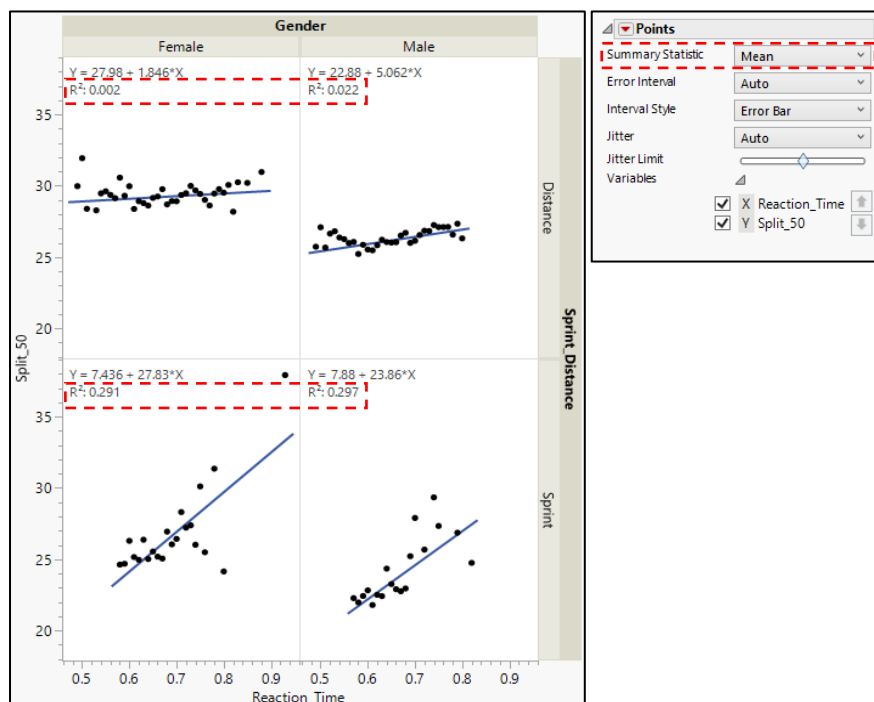 Gender
Female Male
Y = 27.98 + 1.846*X
R²: 0.002
Y = 22.88 + 5.062*X
R²: 0.022
35
30
25
20
Distance
Y = 7.436 + 27.83*X
R²: 0.291
Y = 7.88 + 23.86*X
R²: 0.297
35
30
25
20
Sprint
Split_50
Sprint_Distance
0.5 0.6 0.7 0.8 0.9 0.5 0.6 0.7 0.8 0.9
Reaction_Time
Points
Summary Statistic Mean
Error Interval Auto
Interval Style Error Bar
Jitter Auto
Jitter Limit
Variables
X Reaction_Time
Y Split_50